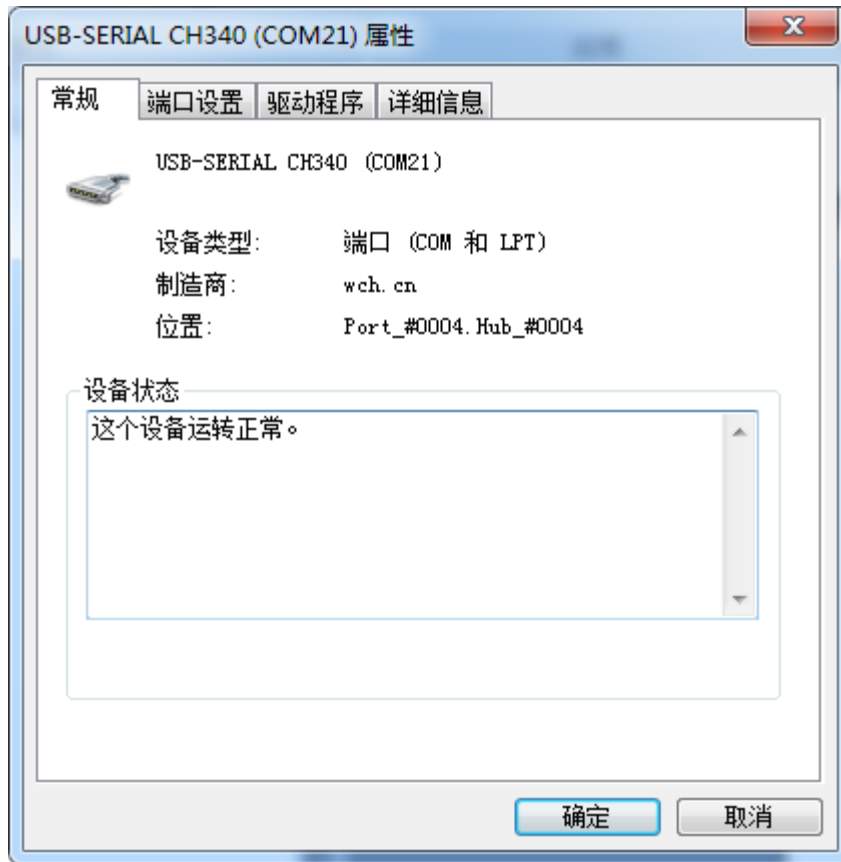 USB-SERIAL CH340 (COM21) 属性
常规 端口设置 驱动程序 详细信息
USB-SERIAL CH340 (COM21)
设备类型: 端口 (COM 和 LPT)
制造商: wch.cn
位置: Port_#0004.Hub_#0004
设备状态
这个设备运转正常。
确定 取消